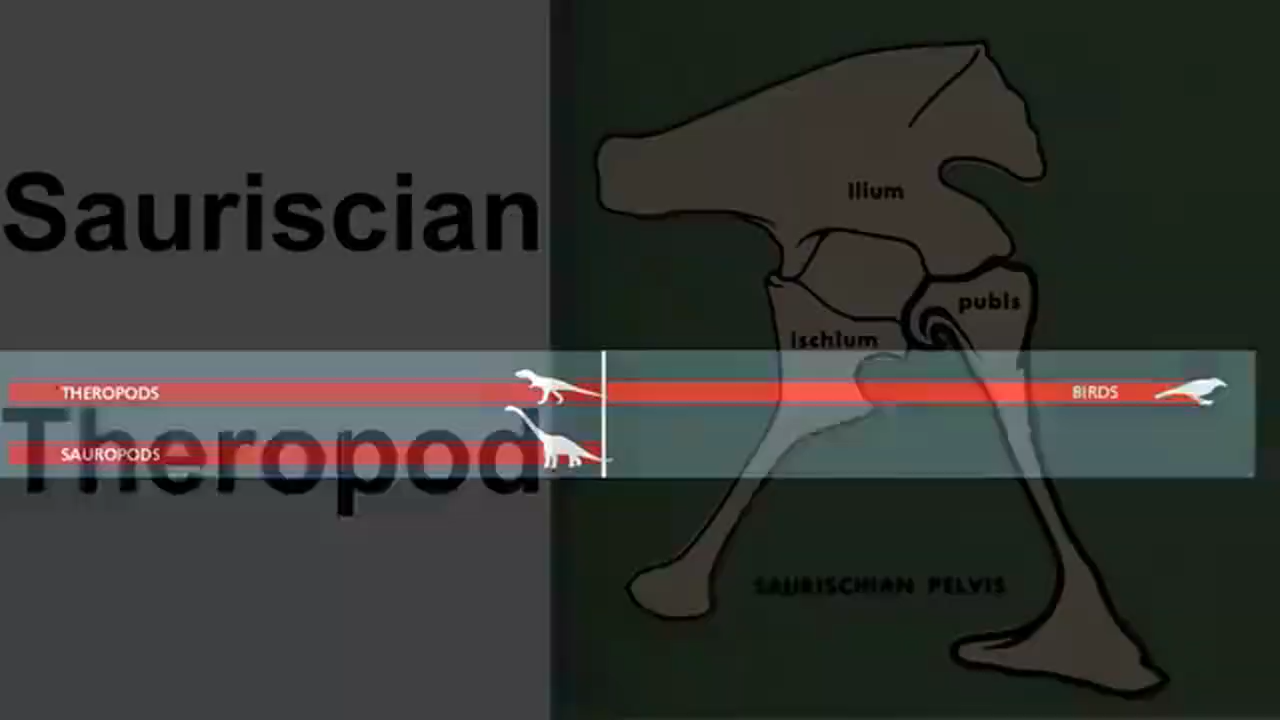 Sauriscian
Theropod
THEROPODS
SAUROPODS
BIRDS
ilium
pubis
ischium
SAURISCHIAN PELVIS